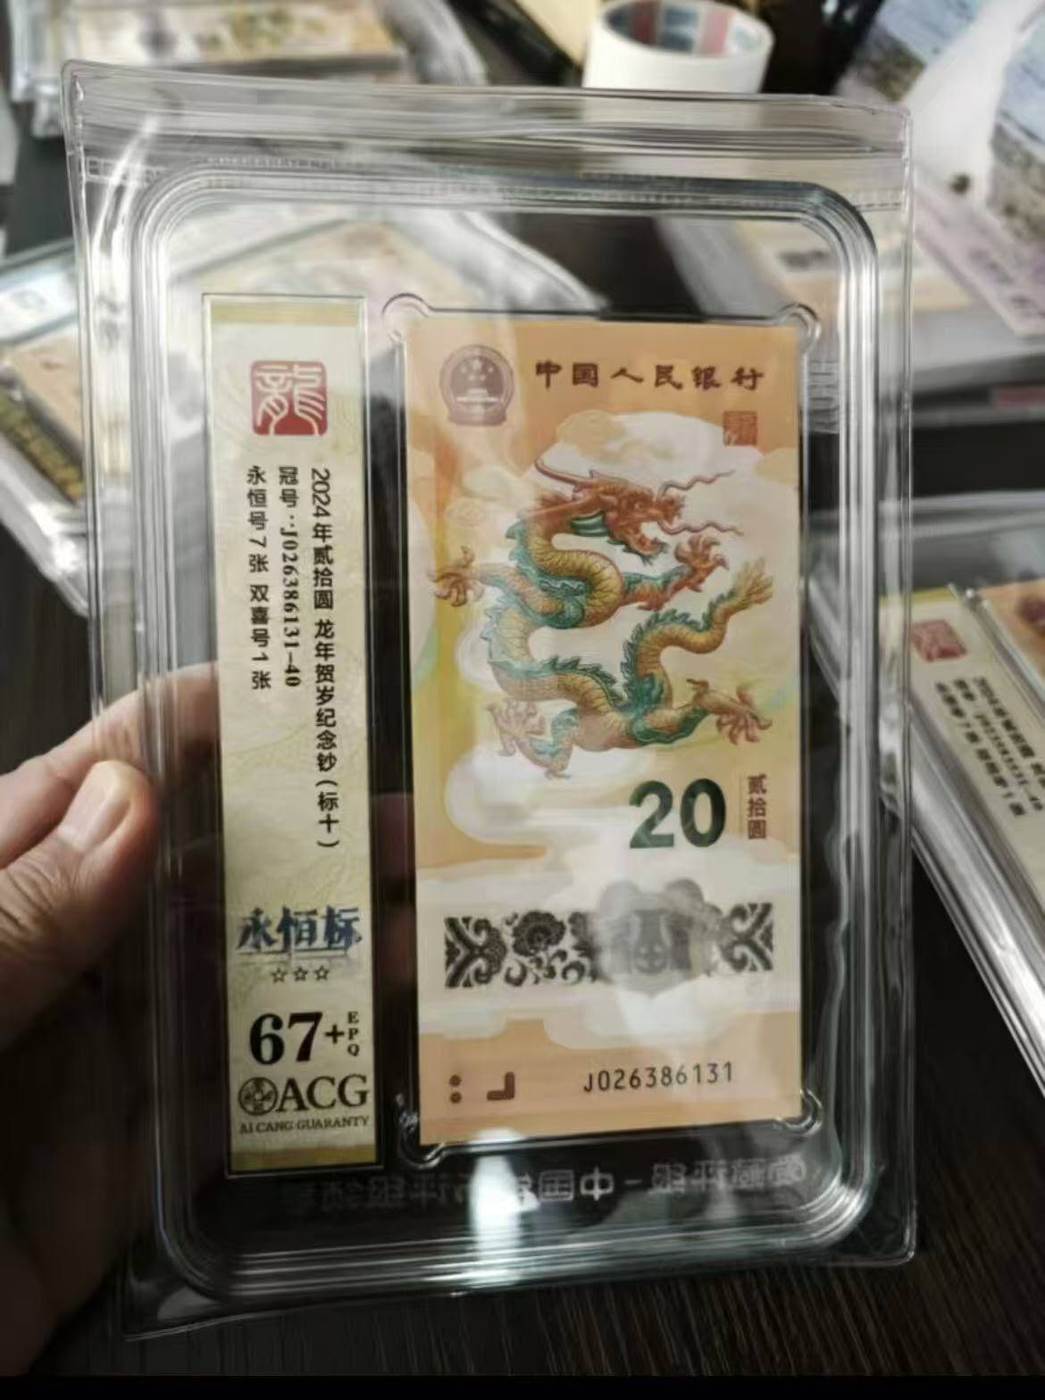 龍
2024年贰拾圆 龙年贺岁纪念钞(标十)
冠号:J026386131-40
永恒号7张 双喜号1张
永恒标
☆☆☆
67+
EPQ
ACG
AI CANG GUARANTY
中国人民银行
20
贰拾圆
J026386131